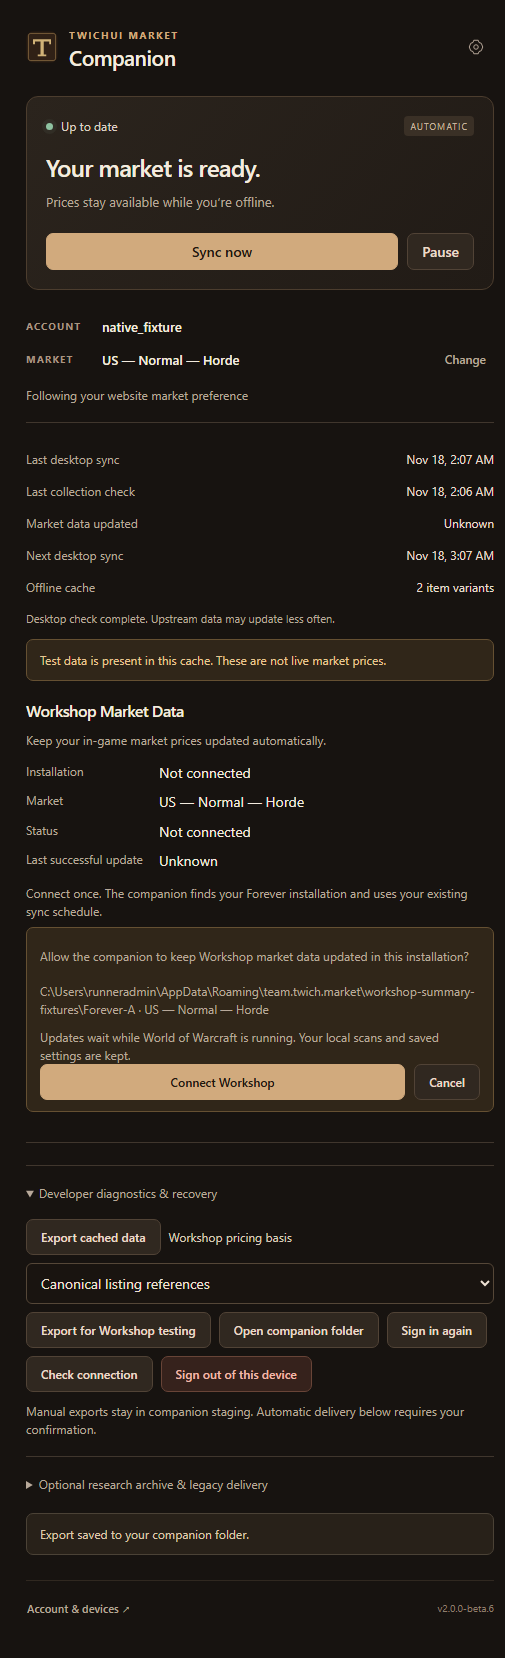 T
TWICHUI MARKET
Companion
Up to date
AUTOMATIC
Your market is ready.
Prices stay available while you're offline.
Sync now
Pause
ACCOUNT native_fixture
MARKET US — Normal — Horde Change
Following your website market preference
Last desktop sync Nov 18, 2:07 AM
Last collection check Nov 18, 2:06 AM
Market data updated Unknown
Next desktop sync Nov 18, 3:07 AM
Offline cache 2 item variants
Desktop check complete. Upstream data may update less often.
Test data is present in this cache. These are not live market prices.
Workshop Market Data
Keep your in-game market prices updated automatically.
Installation Not connected
Market US — Normal — Horde
Status Not connected
Last successful update Unknown
Connect once. The companion finds your Forever installation and uses your existing
sync schedule.
Allow the companion to keep Workshop market data updated in this installation?
C:\Users\runneradmin\AppData\Roaming\team.twich.market\workshop-summary-
fixtures\Forever-A · US — Normal — Horde
Updates wait while World of Warcraft is running. Your local scans and saved
settings are kept.
Connect Workshop
Cancel
▼ Developer diagnostics & recovery
Export cached data Workshop pricing basis
Canonical listing references
Export for Workshop testing Open companion folder Sign in again
Check connection Sign out of this device
Manual exports stay in companion staging. Automatic delivery below requires your
confirmation.
▶ Optional research archive & legacy delivery
Export saved to your companion folder.
Account & devices ↗ v2.0.0-beta.6